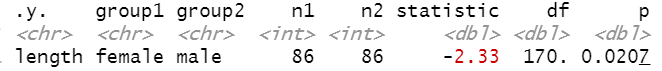 .y. group1 group2 n1 n2 statistic df p
<chr> <chr> <chr> <int> <int> <dbl> <dbl> <dbl>
length female male 86 86 -2.33 170. 0.0207